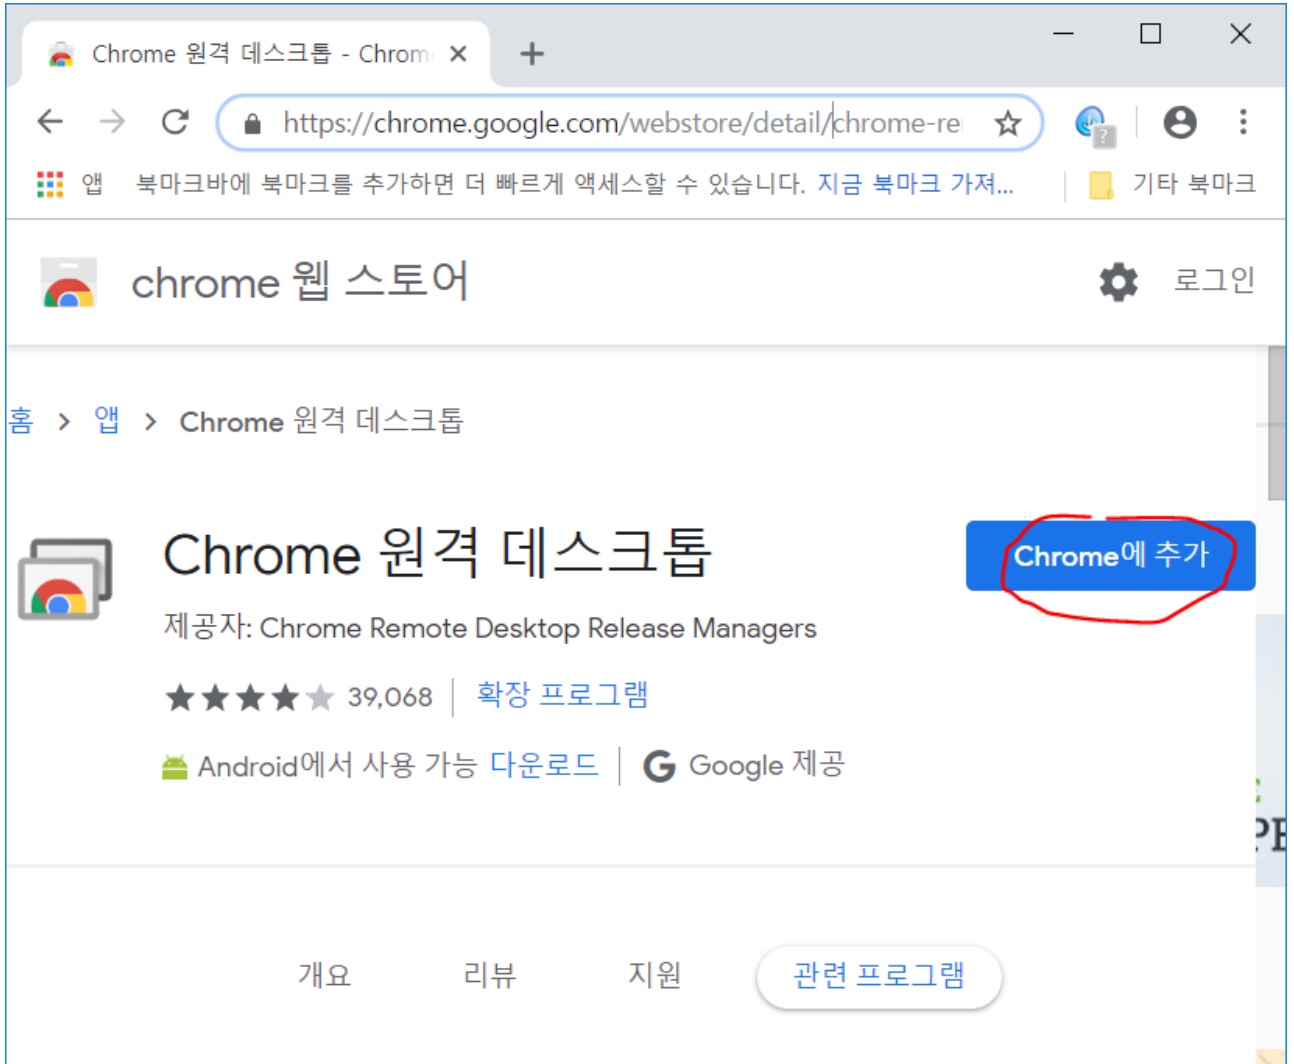 Chrome 원격 데스크톱 - Chrom
https://chrome.google.com/webstore/detail/chrome-re
앱 북마크바에 북마크를 추가하면 더 빠르게 액세스할 수 있습니다. 지금 북마크 가져... 기타 북마크
chrome 웹 스토어 로그인
홈 > 앱 > Chrome 원격 데스크톱
Chrome 원격 데스크톱
Chrome에 추가
제공자: Chrome Remote Desktop Release Managers
39,068 확장 프로그램
Android에서 사용 가능 다운로드 G Google 제공
개요 리뷰 지원 관련 프로그램